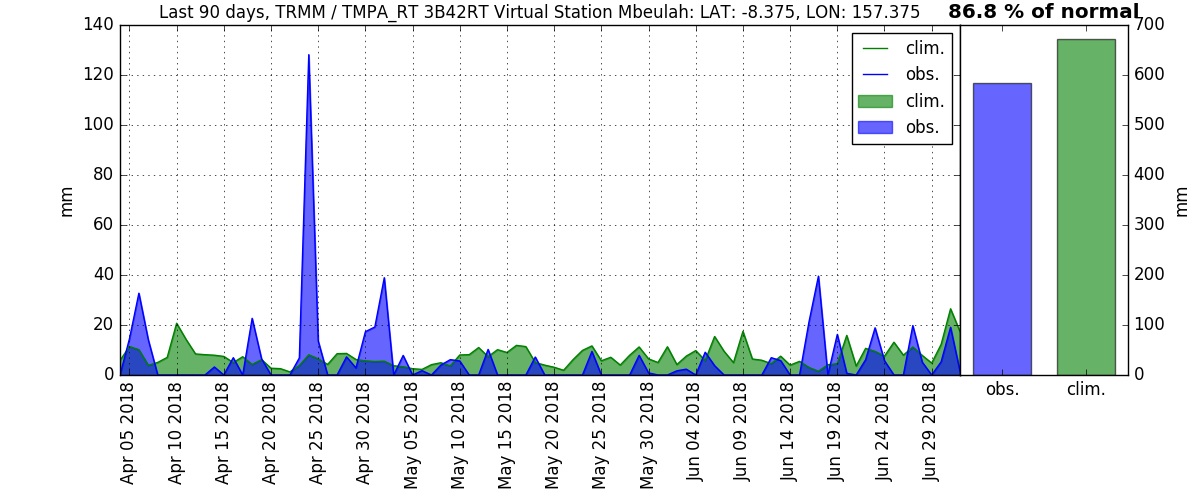 Last 90 days, TRMM / TMPA_RT 3B42RT Virtual Station Mbeulah: LAT: -8.375, LON: 157.375
86.8 % of normal
140
120
100
80
60
40
20
0
mm
clim.
obs.
clim.
obs.
700
600
500
400
300
200
100
0
mm
Apr 05 2018
Apr 10 2018
Apr 15 2018
Apr 20 2018
Apr 25 2018
Apr 30 2018
May 05 2018
May 10 2018
May 15 2018
May 20 2018
May 25 2018
May 30 2018
Jun 04 2018
Jun 09 2018
Jun 14 2018
Jun 19 2018
Jun 24 2018
Jun 29 2018
obs.
clim.